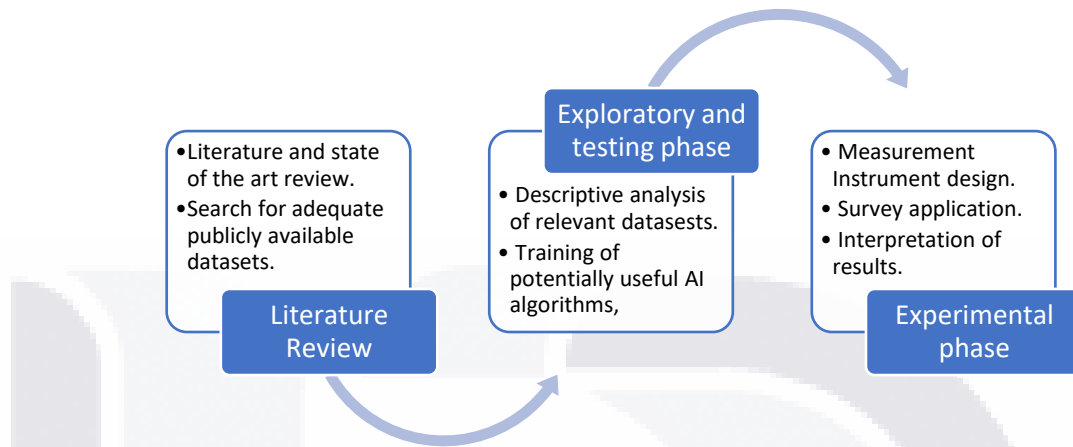 •Literature and state
of the art review.
•Search for adequate
publicly available
datasets.
Literature
Review
Exploratory and
testing phase
• Descriptive analysis
of relevant datasests.
• Training of
potentially useful AI
algorithms,
• Measurement
Instrument design.
• Survey application.
• Interpretation of
results.
Experimental
phase